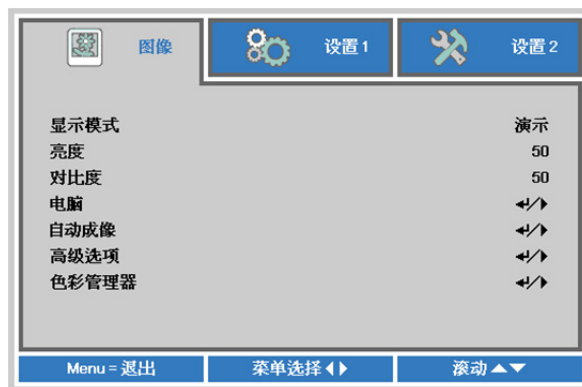 图像 设置 1 设置 2
显示模式 演示
亮度 50
对比度 50
电脑 ↵/▶
自动成像 ↵/▶
高级选项 ↵/▶
色彩管理器 ↵/▶
Menu = 退出 菜单选择 ◀▶ 滚动 ▲▼